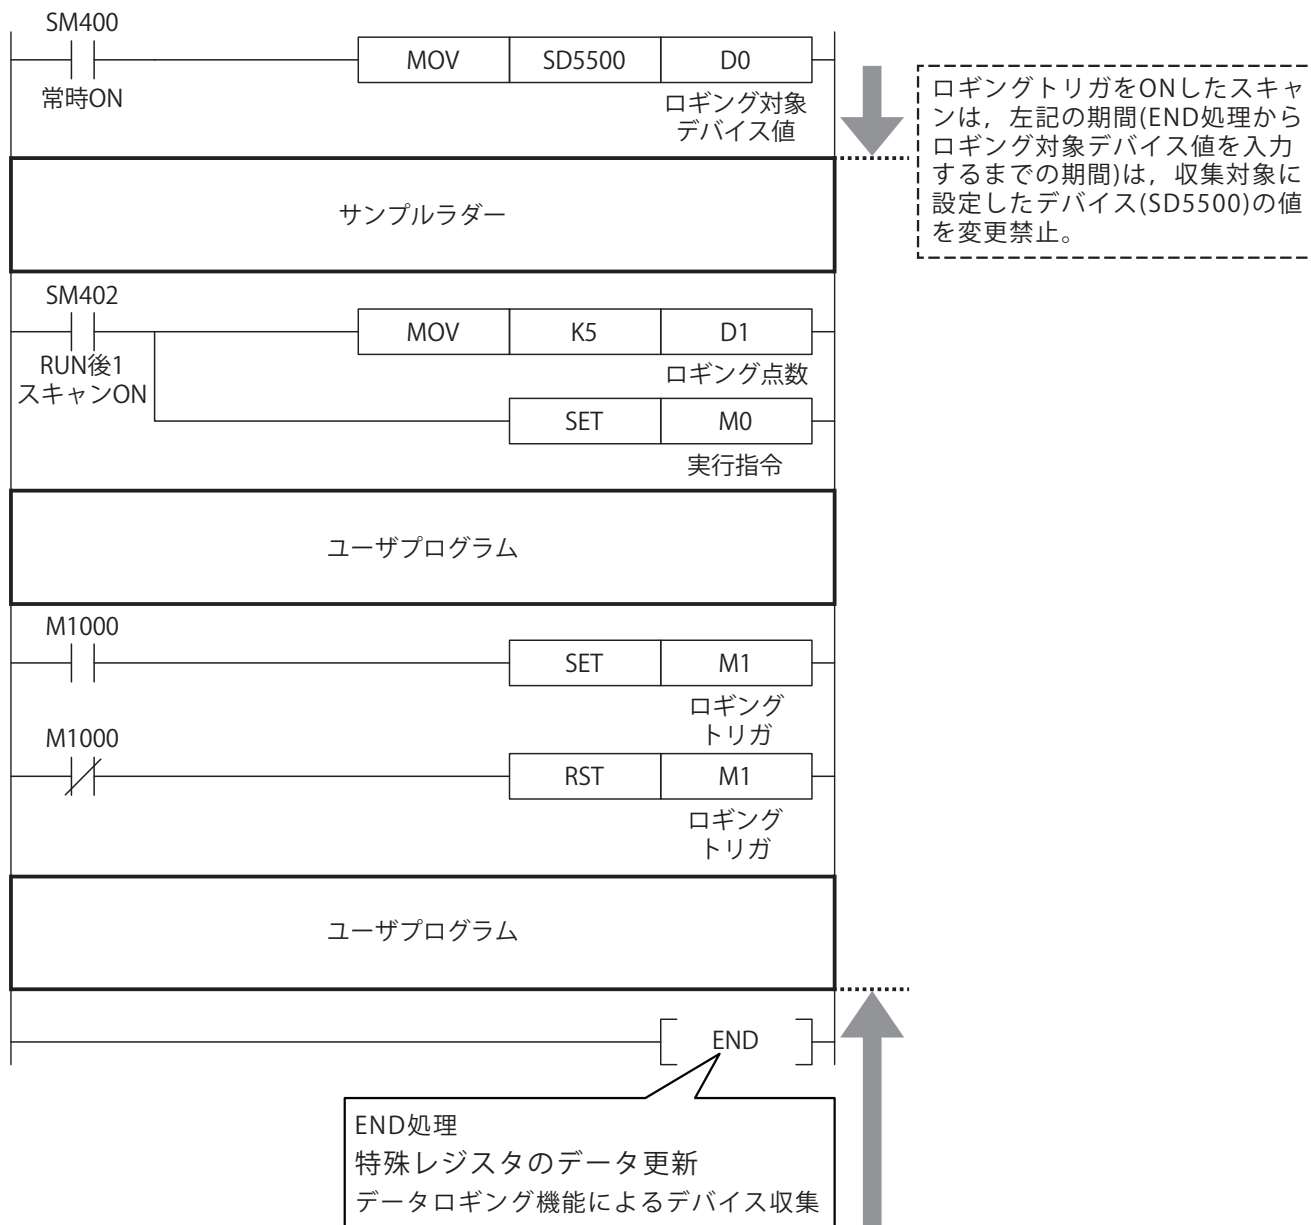 SM400
MOV SD5500 D0
常時ON
ロギング対象
デバイス値
ロギングトリガをONしたスキャ
ンは，左記の期間(END処理から
ロギング対象デバイス値を入力
するまでの期間)は，収集対象に
設定したデバイス(SD5500)の値
を変更禁止。
サンプルラダー
SM402
MOV K5 D1
RUN後1
スキャンON
ロギング点数
SET M0
実行指令
ユーザプログラム
M1000
SET M1
ロギング
トリガ
M1000
RST M1
ロギング
トリガ
ユーザプログラム
END
END処理
特殊レジスタのデータ更新
データロギング機能によるデバイス収集